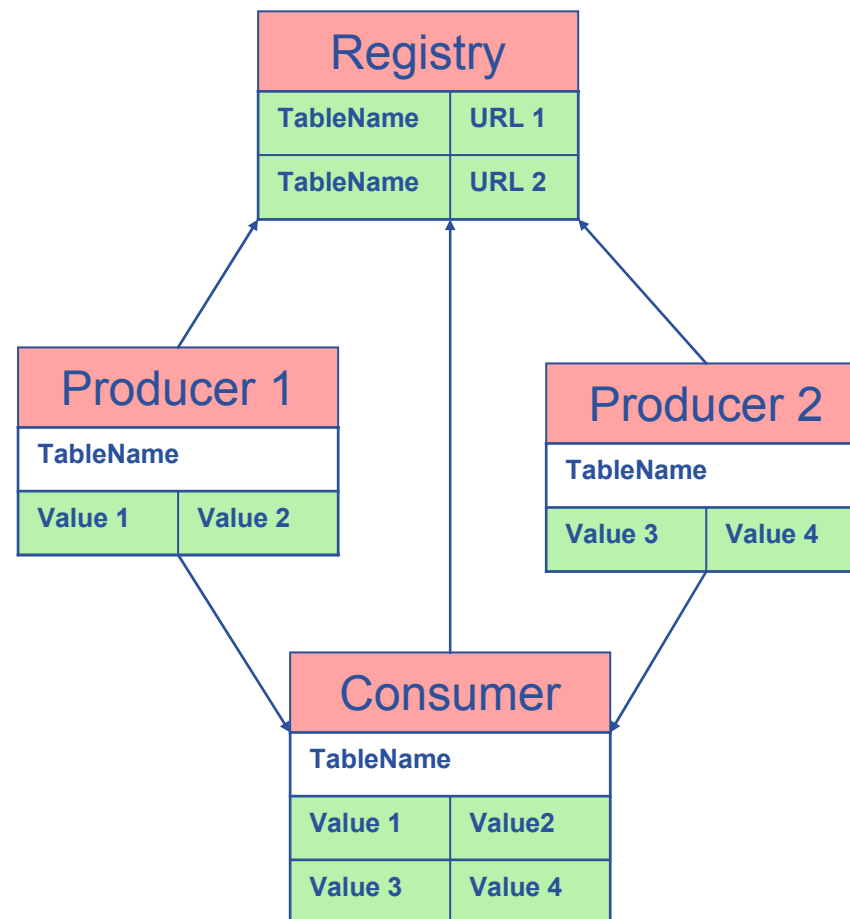 Registry
TableName URL 1
TableName URL 2
Producer 1
TableName
Value 1 Value 2
Producer 2
TableName
Value 3 Value 4
Consumer
TableName
Value 1 Value2
Value 3 Value 4